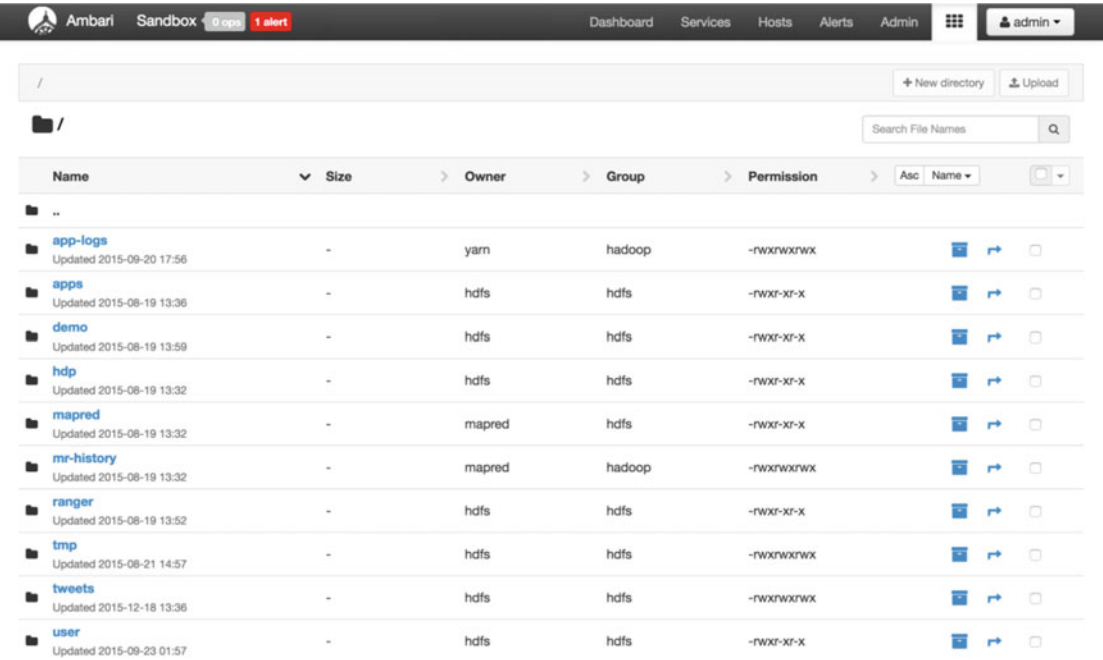 Ambari Sandbox 0 ops 1 alert Dashboard Services Hosts Alerts Admin admin
/ New directory Upload
/ Search File Names
Name Size Owner Group Permission Asc Name
..
app-logs
Updated 2015-09-20 17:56 - yarn hadoop -rwxrwxrwx
apps
Updated 2015-08-19 13:36 - hdfs hdfs -rwxr-xr-x
demo
Updated 2015-08-19 13:59 - hdfs hdfs -rwxr-xr-x
hdp
Updated 2015-08-19 13:32 - hdfs hdfs -rwxr-xr-x
mapred
Updated 2015-08-19 13:32 - mapred hdfs -rwxr-xr-x
mr-history
Updated 2015-08-19 13:32 - mapred hadoop -rwxrwxrwx
ranger
Updated 2015-08-19 13:52 - hdfs hdfs -rwxr-xr-x
tmp
Updated 2015-08-21 14:57 - hdfs hdfs -rwxrwxrwx
tweets
Updated 2015-12-18 13:36 - hdfs hdfs -rwxrwxrwx
user
Updated 2015-09-23 01:57 - hdfs hdfs -rwxr-xr-x